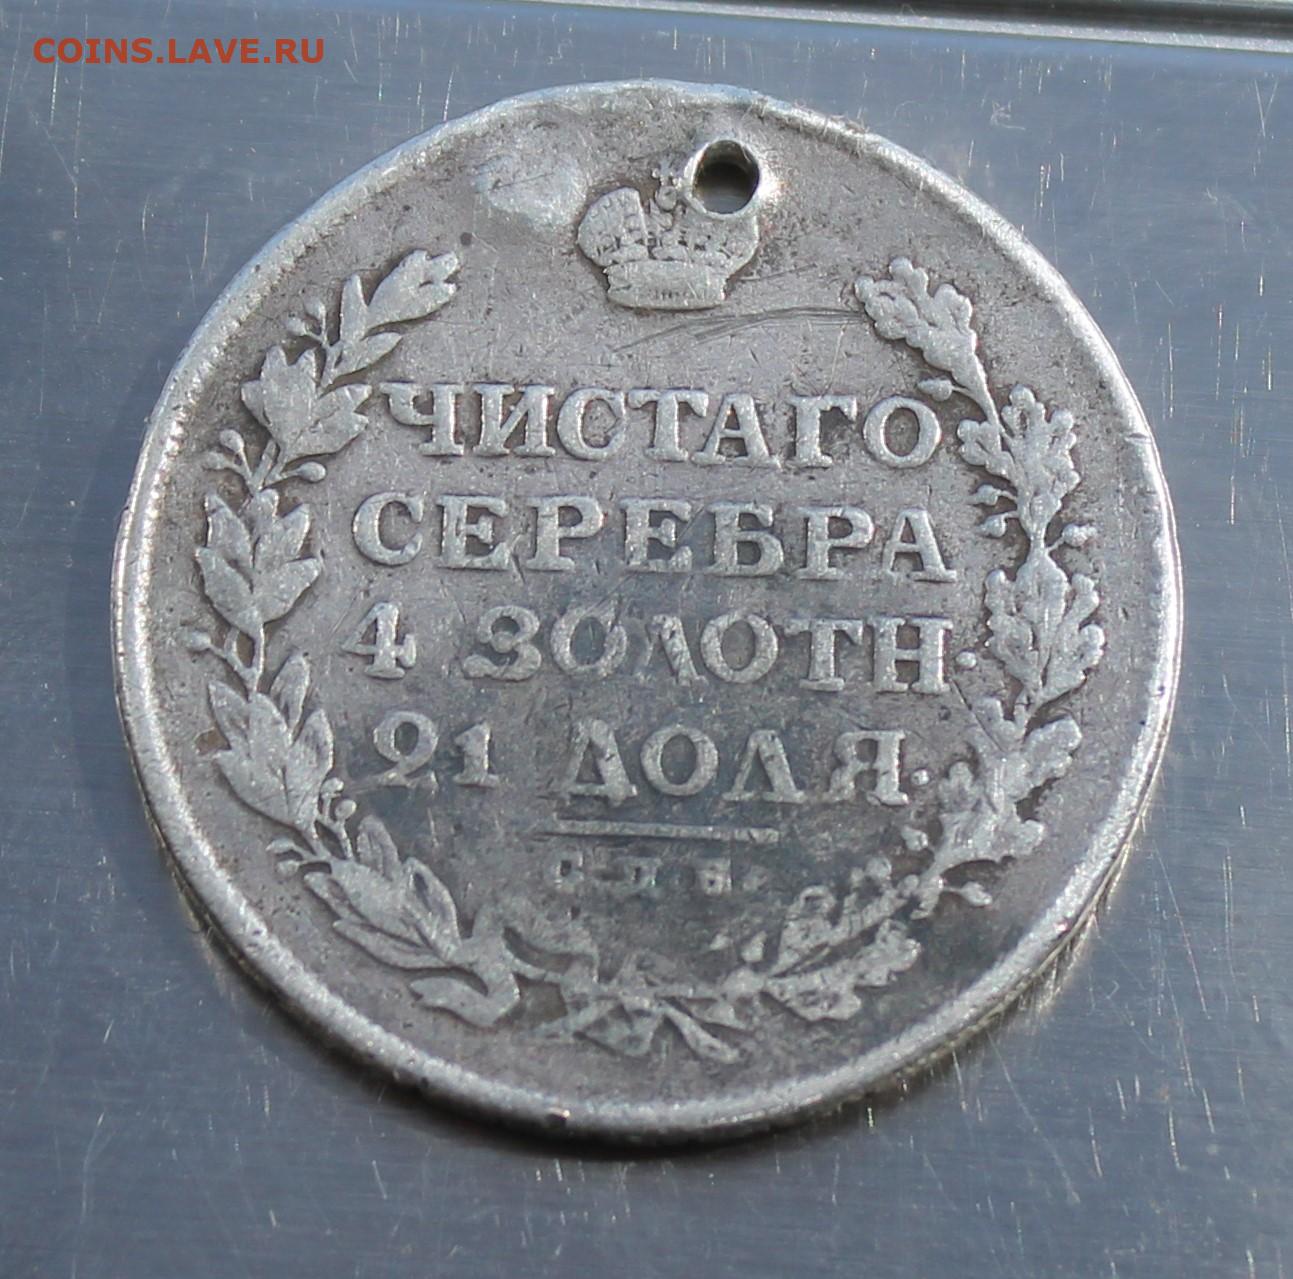 COINS.LAVE.RU
ЧИСТАГО
СЕРЕБРА
4 ЗОЛОТН.
21 ДОЛЯ.
С.П.Б.